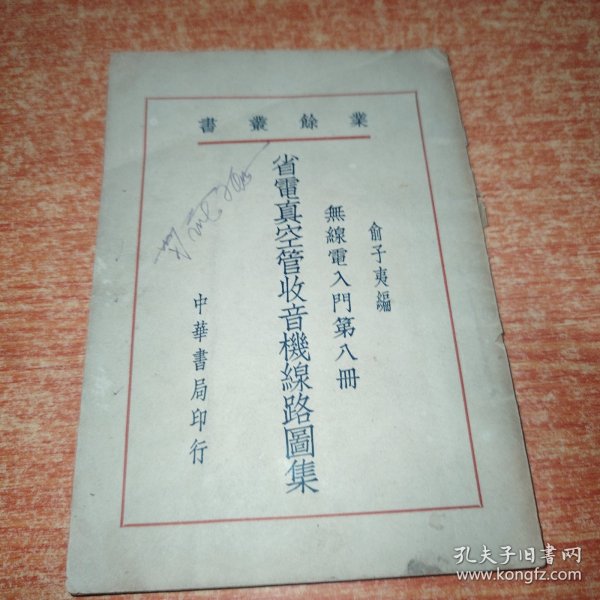 業餘叢書
俞子夷編
無線電入門第八冊
省電真空管收音機線路圖集
中華書局印行
孔夫子旧书网
www.kongfz.com